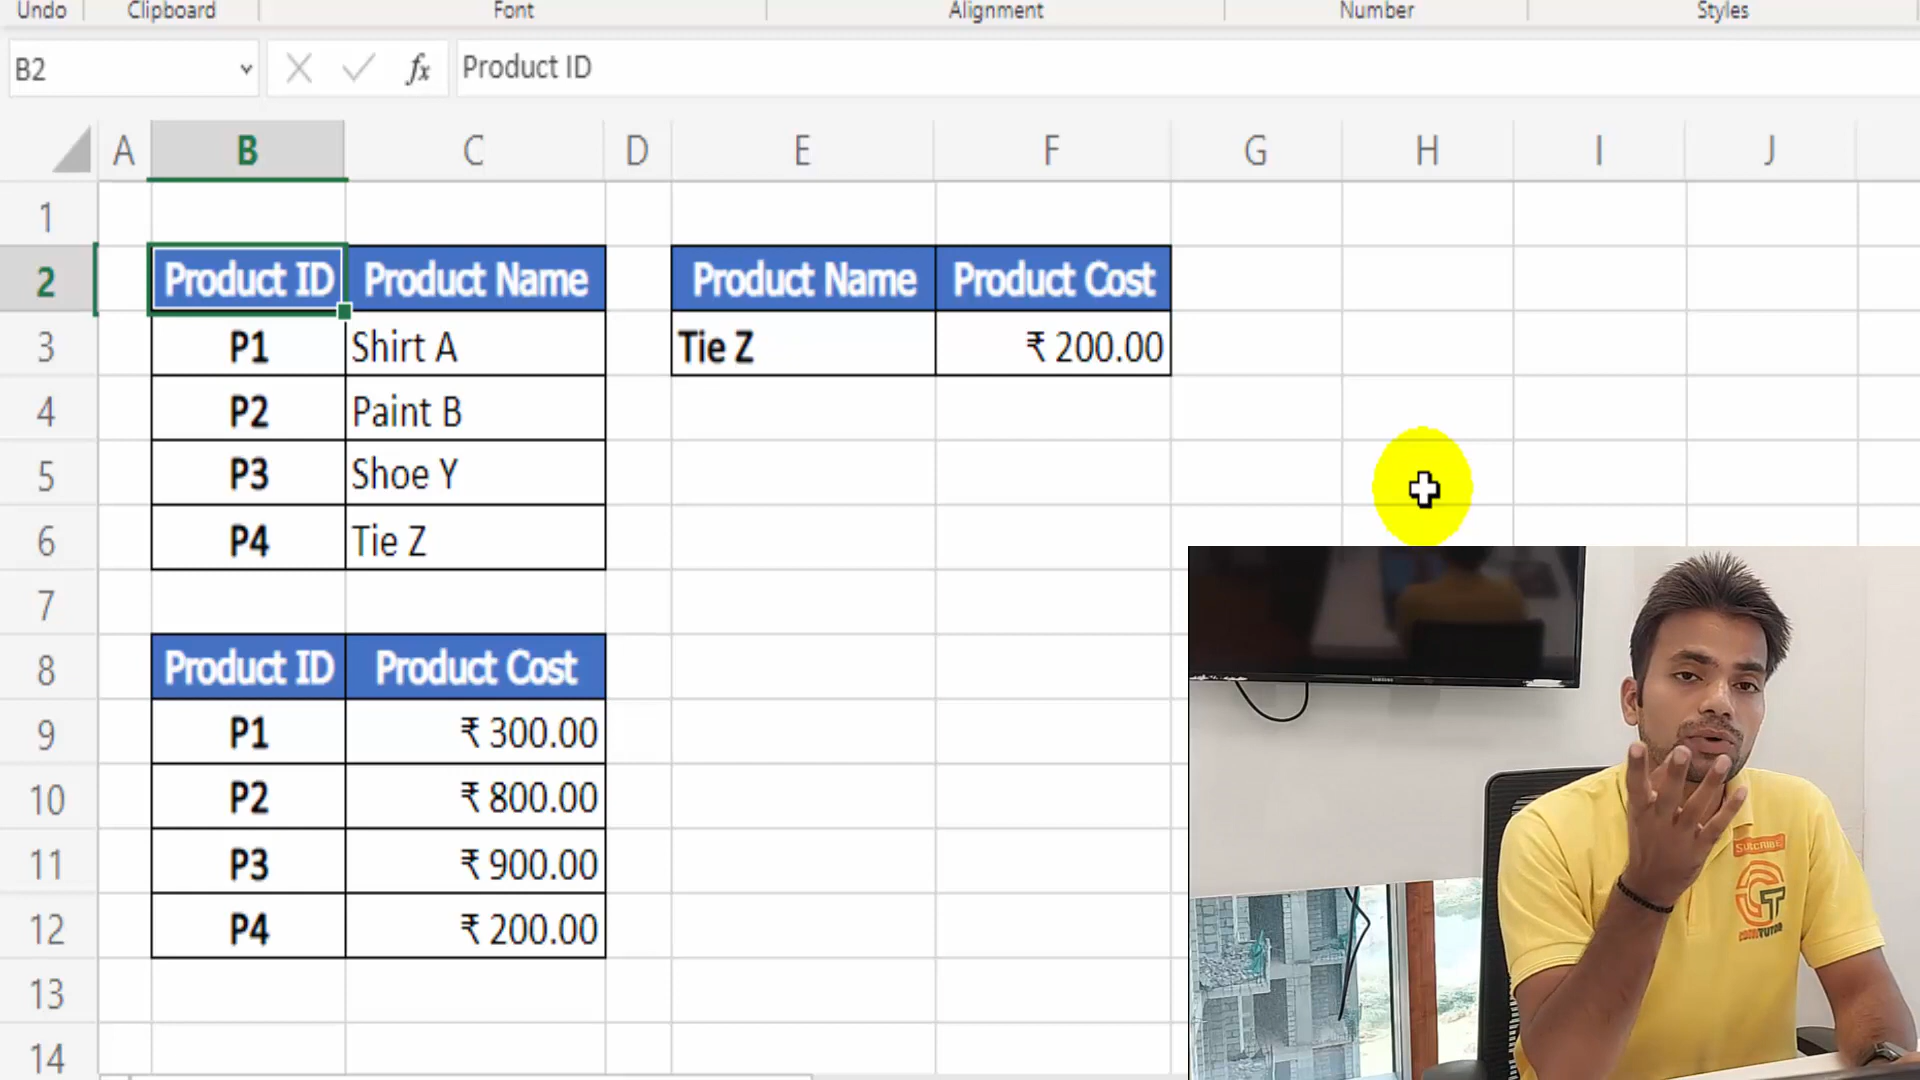 Undo Clipboard Font Alignment Number Styles
B2 fx Product ID
A B C D E F G H I J
1
2 Product ID Product Name Product Name Product Cost
3 P1 Shirt A Tie Z ₹ 200.00
4 P2 Paint B
5 P3 Shoe Y
6 P4 Tie Z
7
8 Product ID Product Cost
9 P1 ₹ 300.00
10 P2 ₹ 800.00
11 P3 ₹ 900.00
12 P4 ₹ 200.00
13
14
SAMSUNG